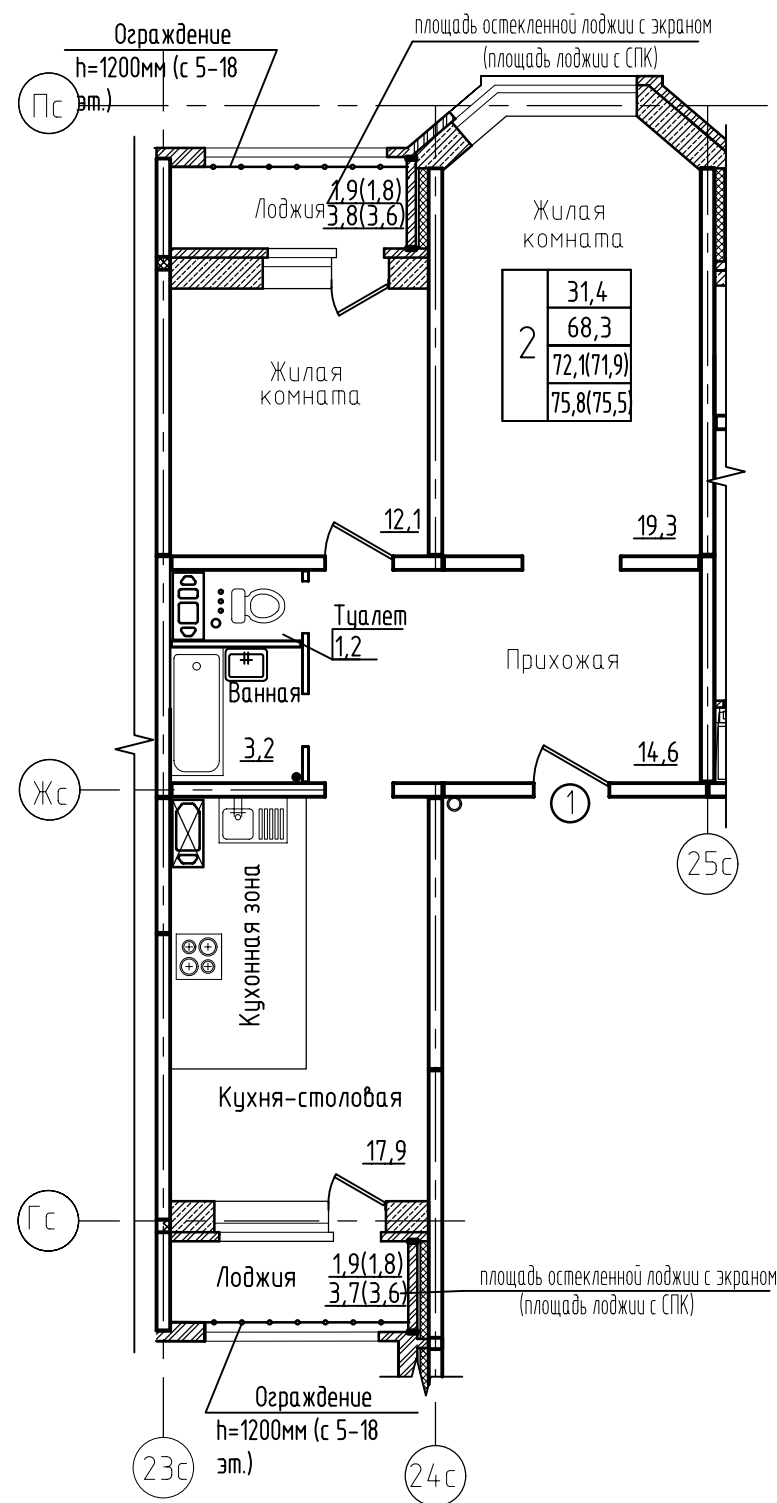 площадь остекленной лоджии с экраном
(площадь лоджии с СПК)
Ограждение
h=1200мм (с 5-18
эт.)
Пс
Лоджия
1,9(1,8)
3,8(3,6)
Жилая
комната
2
31,4
68,3
72,1(71,9)
75,8(75,5)
Жилая
комната
12,1
19,3
Туалет
1,2
Прихожая
Ванная
3,2
14,6
Жс
1
25с
Кухонная зона
Кухня-столовая
17,9
Гс
Лоджия
1,9(1,8)
3,7(3,6)
площадь остекленной лоджии с экраном
(площадь лоджии с СПК)
Ограждение
h=1200мм (с 5-18
эт.)
23с
24с